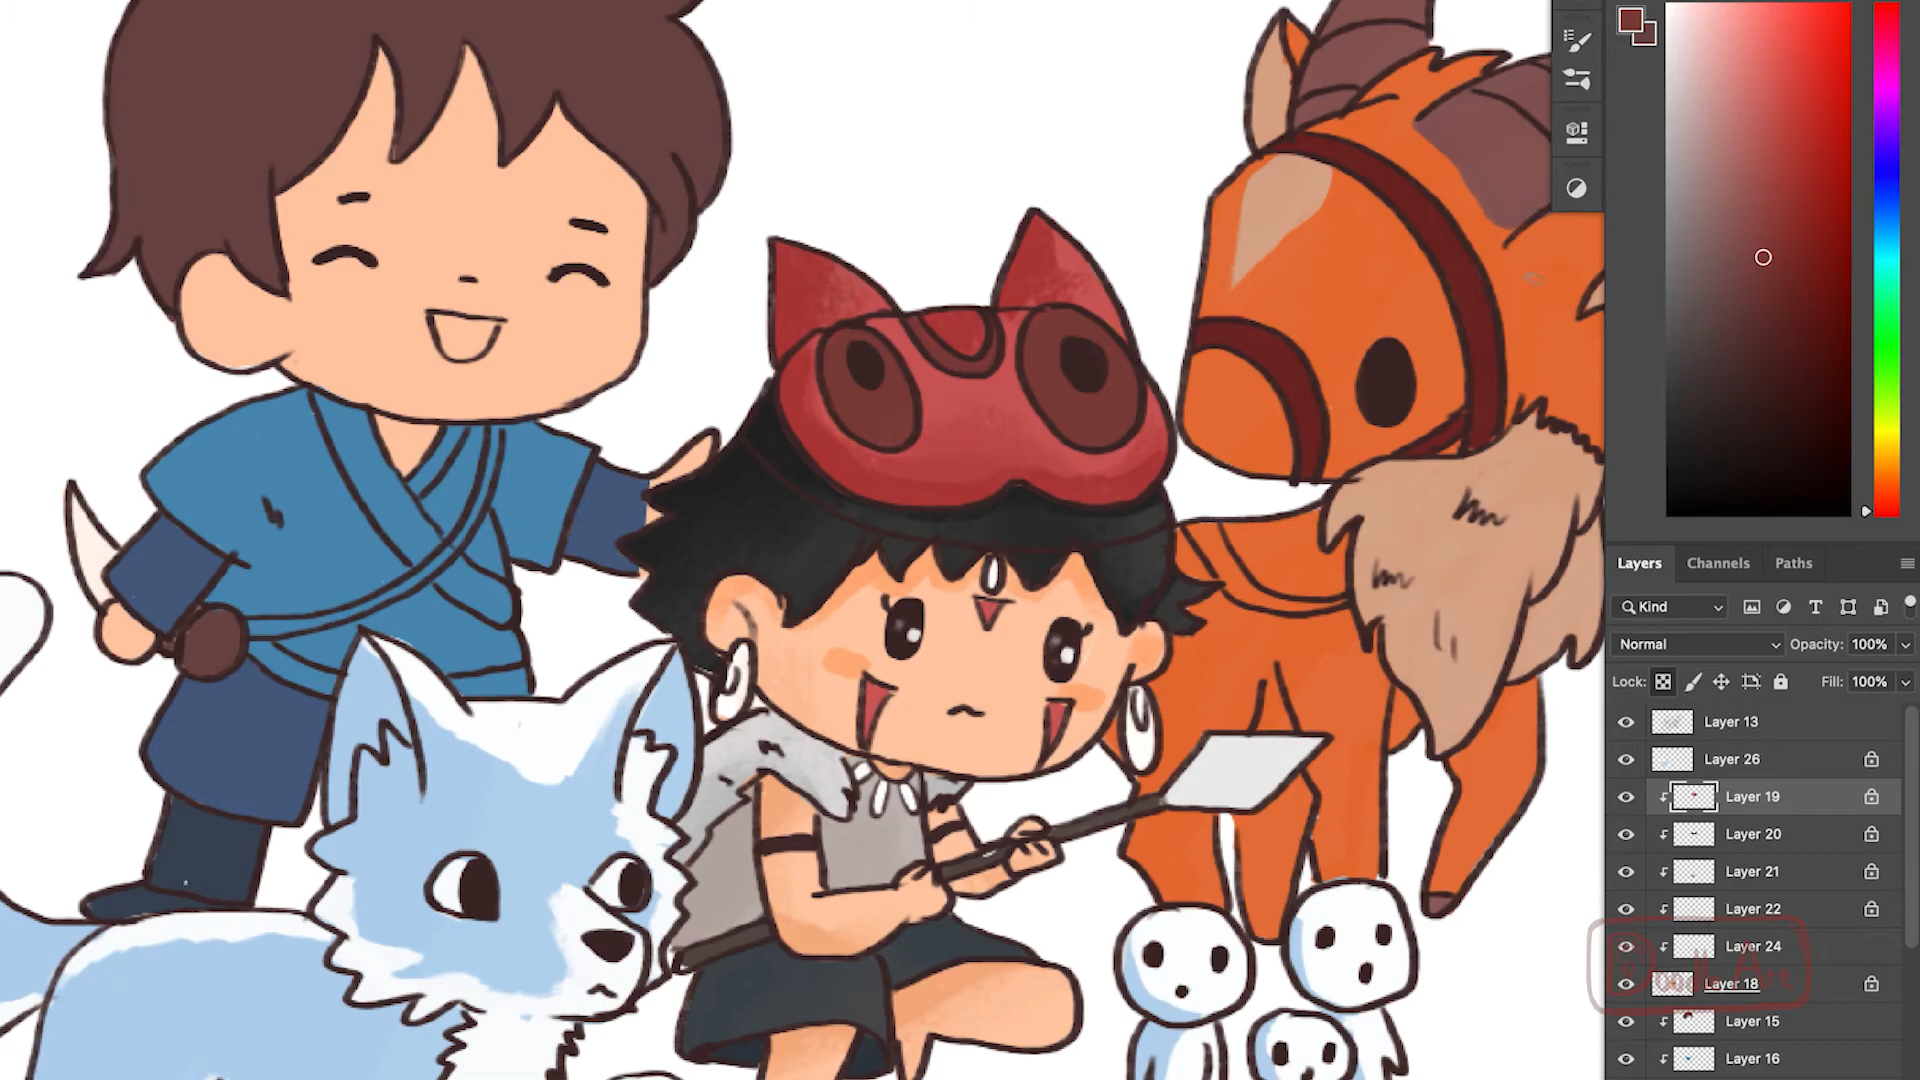 Layers Channels Paths
Kind
Normal Opacity: 100%
Lock: Fill: 100%
Layer 13
Layer 26
Layer 19
Layer 20
Layer 21
Layer 22
Layer 24
Layer 18
Layer 15
Layer 16